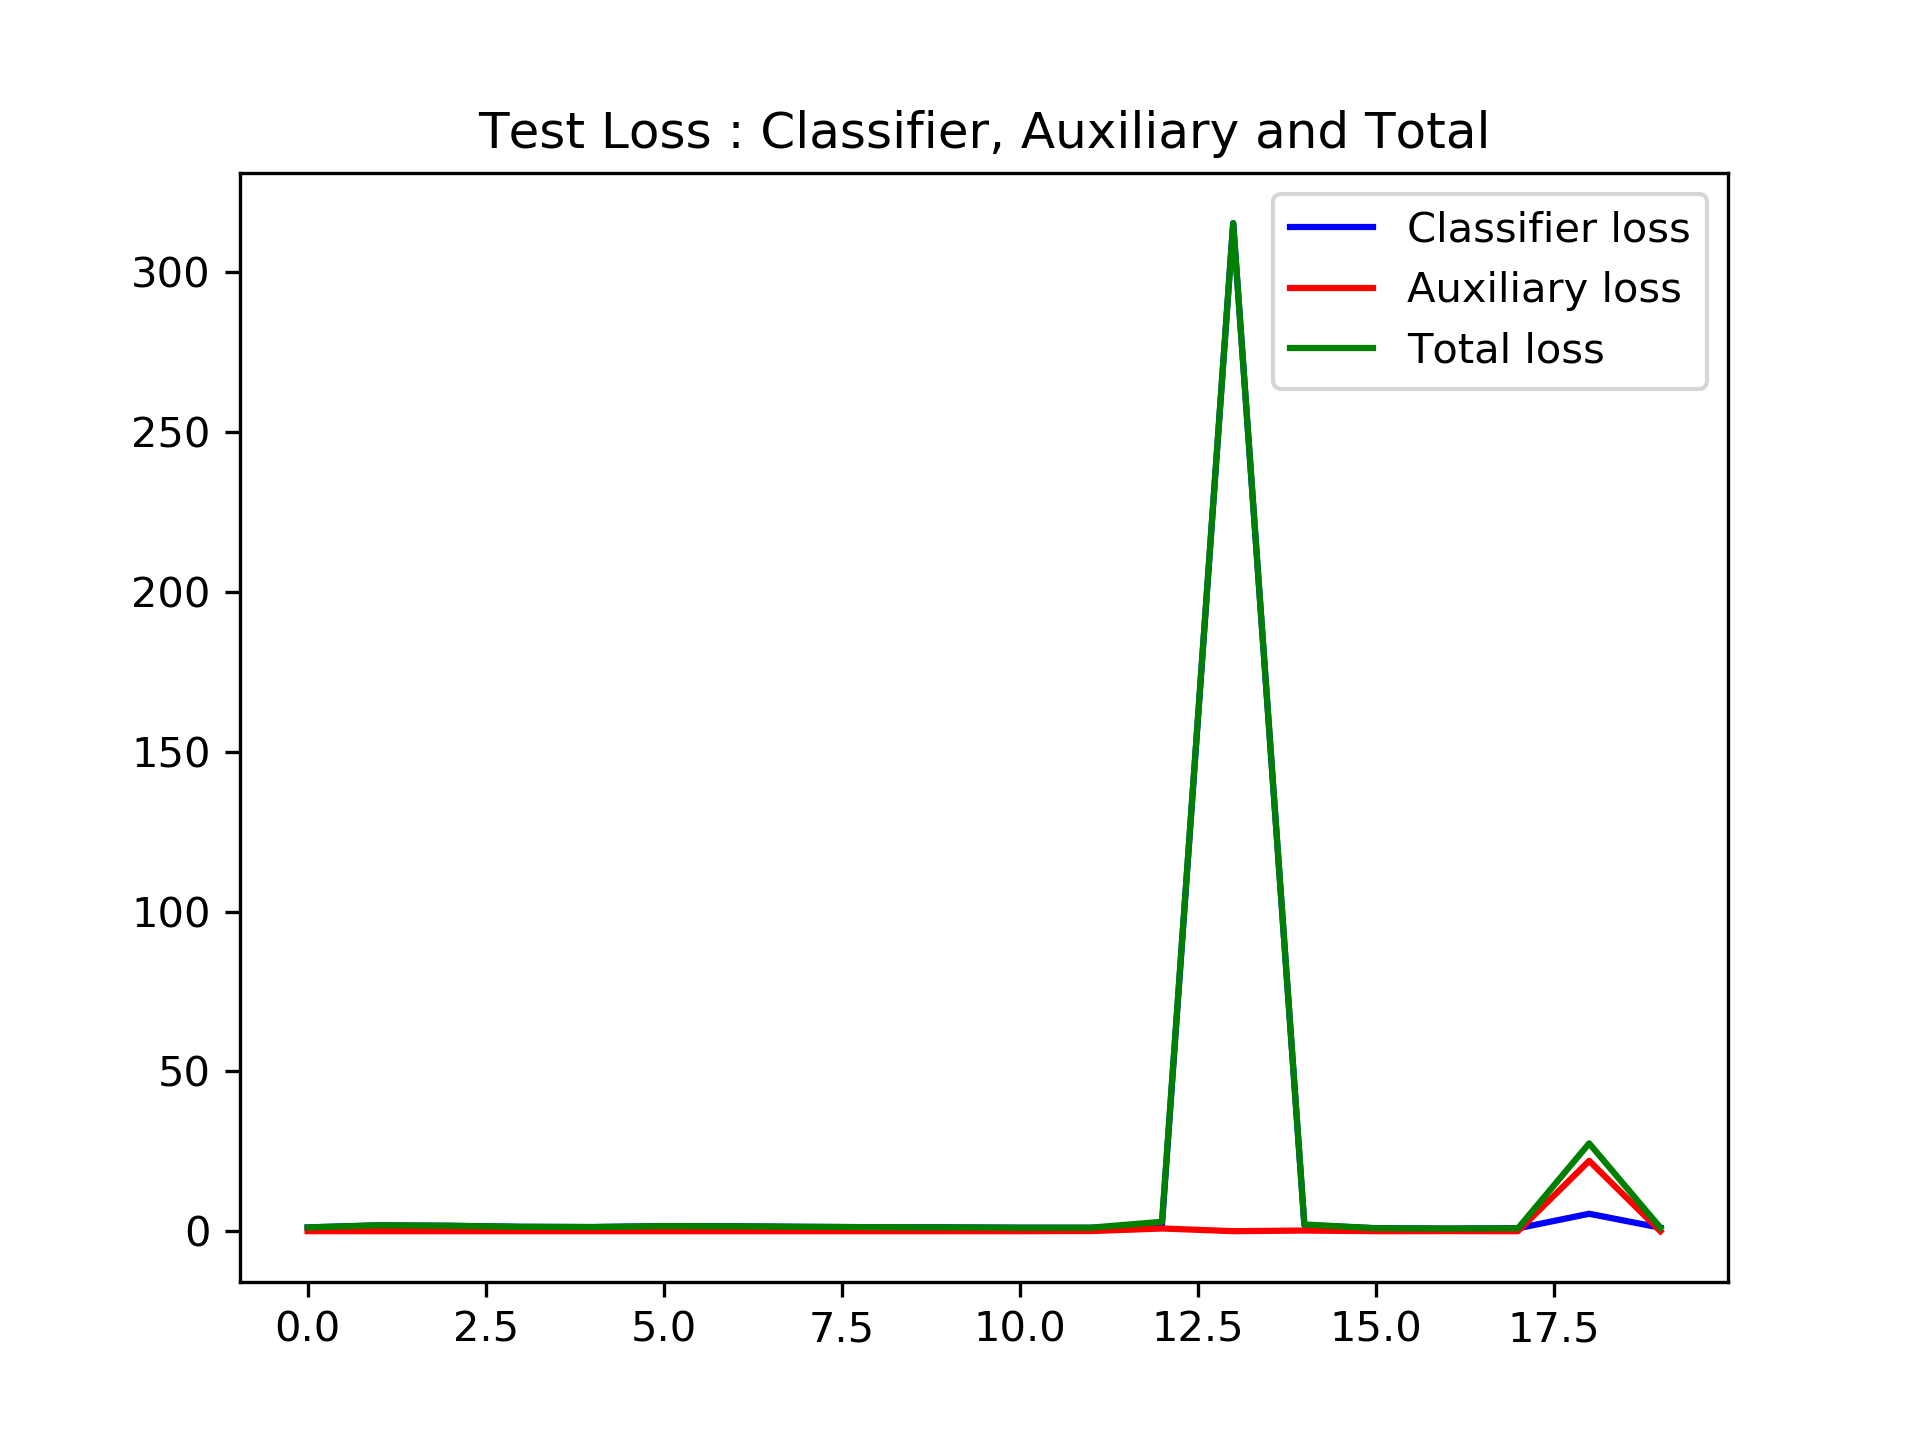 Test Loss : Classifier, Auxiliary and Total
Classifier loss
Auxiliary loss
Total loss
300
250
200
150
100
50
0
0.0 2.5 5.0 7.5 10.0 12.5 15.0 17.5